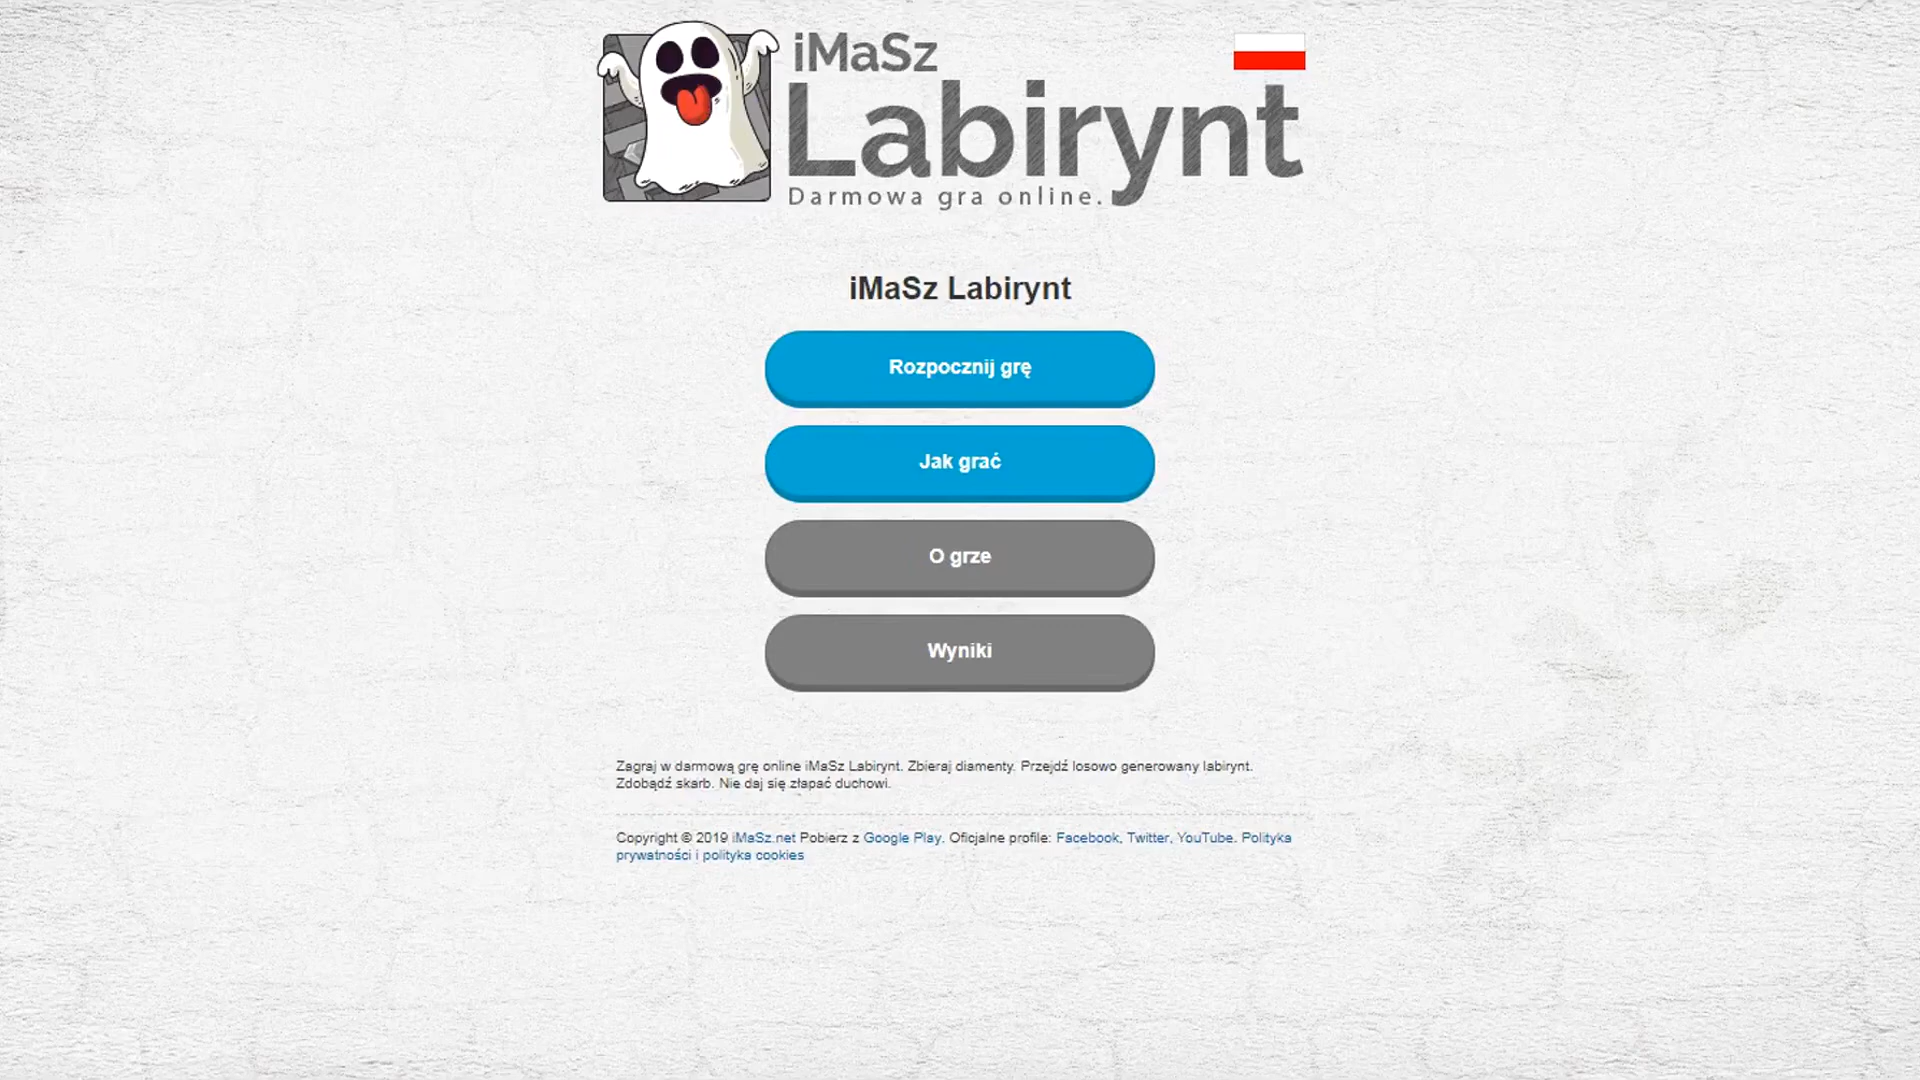 iMaSz
Labirynt
Darmowa gra online.
iMaSz Labirynt
Rozpocznij grę
Jak grać
O grze
Wyniki
Zagraj w darmową grę online iMaSz Labirynt. Zbieraj diamenty. Przejdź losowo generowany labirynt.
Zdobądź skarb. Nie daj się złapać duchowi.
Copyright © 2019 iMaSz.net Pobierz z Google Play. Oficjalne profile: Facebook, Twitter, YouTube. Polityka
prywatności i polityka cookies